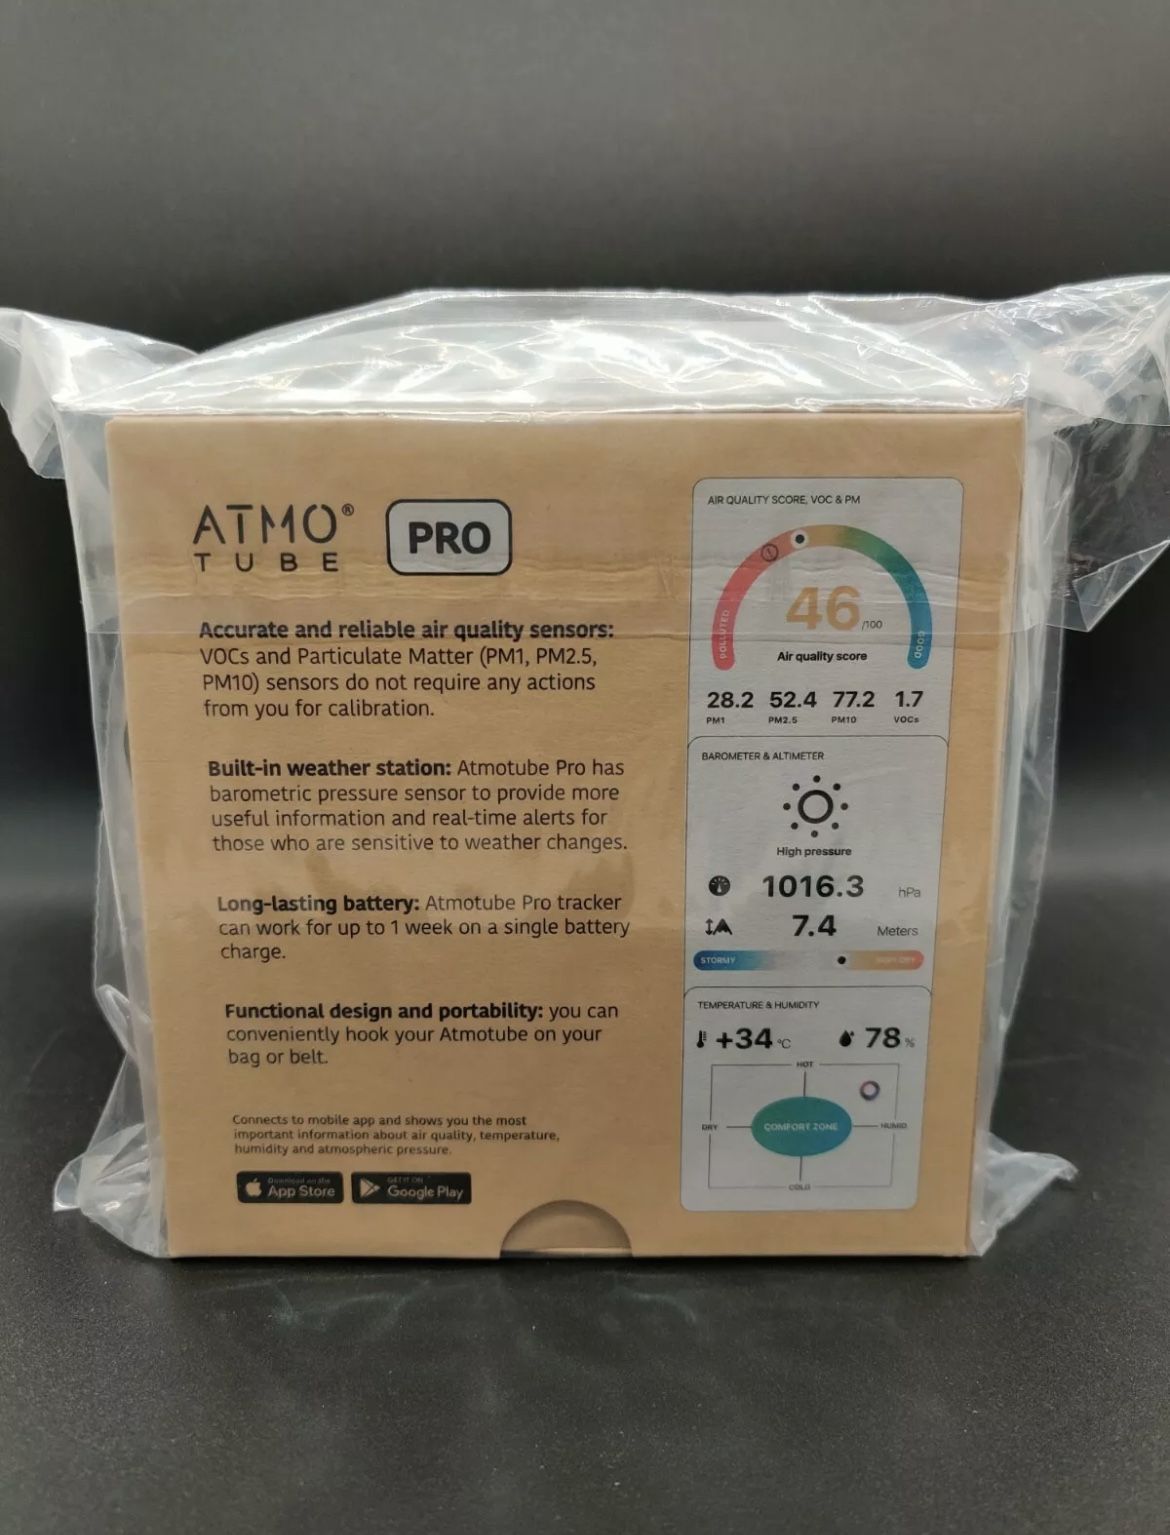 ATMO®
TUBE
PRO
Accurate and reliable air quality sensors:
VOCs and Particulate Matter (PM1, PM2.5,
PM10) sensors do not require any actions
from you for calibration.
Built-in weather station: Atmotube Pro has
barometric pressure sensor to provide more
useful information and real-time alerts for
those who are sensitive to weather changes.
Long-lasting battery: Atmotube Pro tracker
can work for up to 1 week on a single battery
charge.
Functional design and portability: you can
conveniently hook your Atmotube on your
bag or belt.
Connects to mobile app and shows you the most
important information about air quality, temperature,
humidity and atmospheric pressure.
Download on the
App Store
GET IT ON
Google Play
AIR QUALITY SCORE, VOC & PM
POLLUTED
GOOD
46/100
Air quality score
28.2 52.4 77.2 1.7
PM1 PM2.5 PM10 VOCs
BAROMETER & ALTIMETER
High pressure
1016.3 hPa
7.4 Meters
STORMY
TEMPERATURE & HUMIDITY
+34 °C 78 %
HOT
DRY
COMFORT ZONE
HUMID
COLD